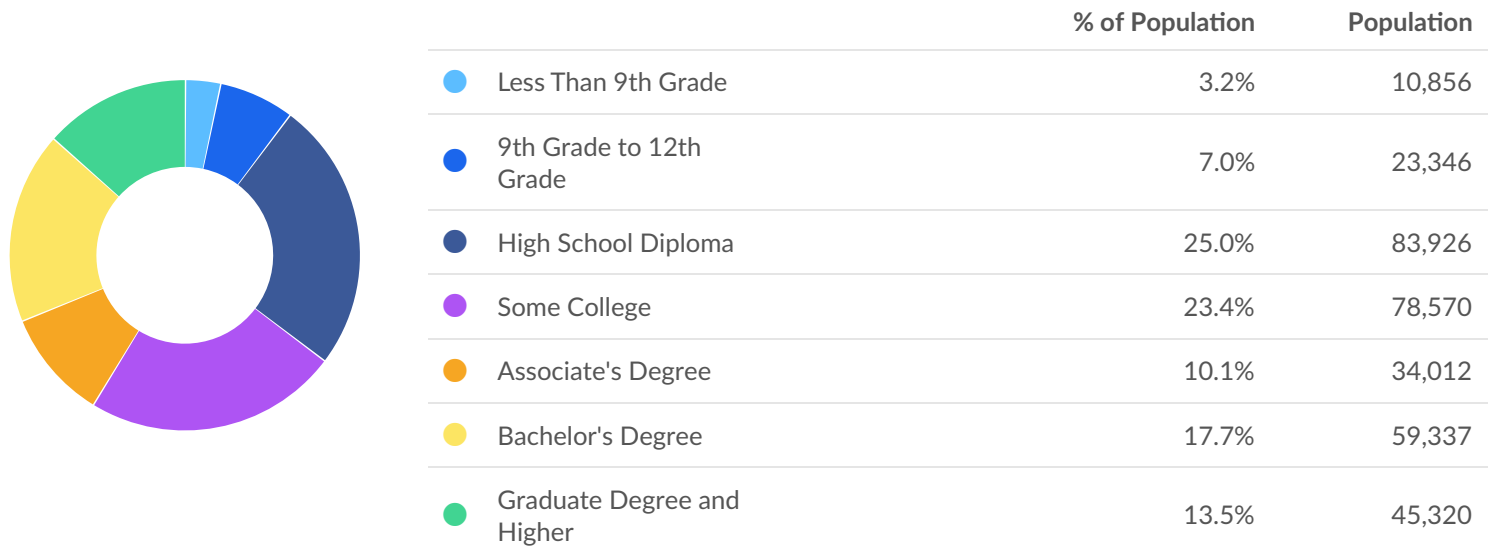 % of Population Population
Less Than 9th Grade 3.2% 10,856
9th Grade to 12th
Grade 7.0% 23,346
High School Diploma 25.0% 83,926
Some College 23.4% 78,570
Associate's Degree 10.1% 34,012
Bachelor's Degree 17.7% 59,337
Graduate Degree and
Higher 13.5% 45,320